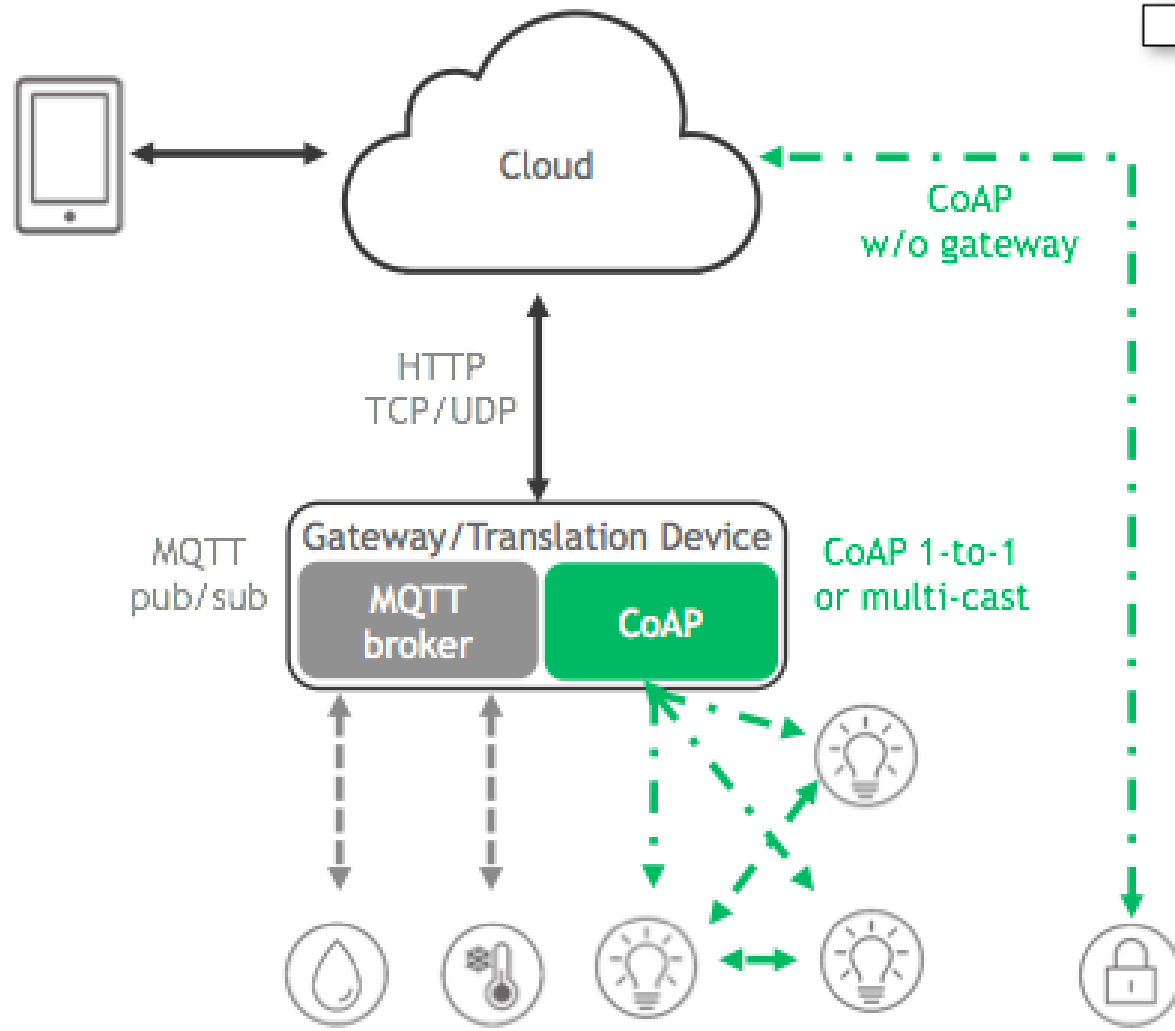 Cloud
CoAP
w/o gateway
HTTP
TCP/UDP
MQTT
pub/sub
Gateway/Translation Device
MQTT
broker
CoAP
CoAP 1-to-1
or multi-cast